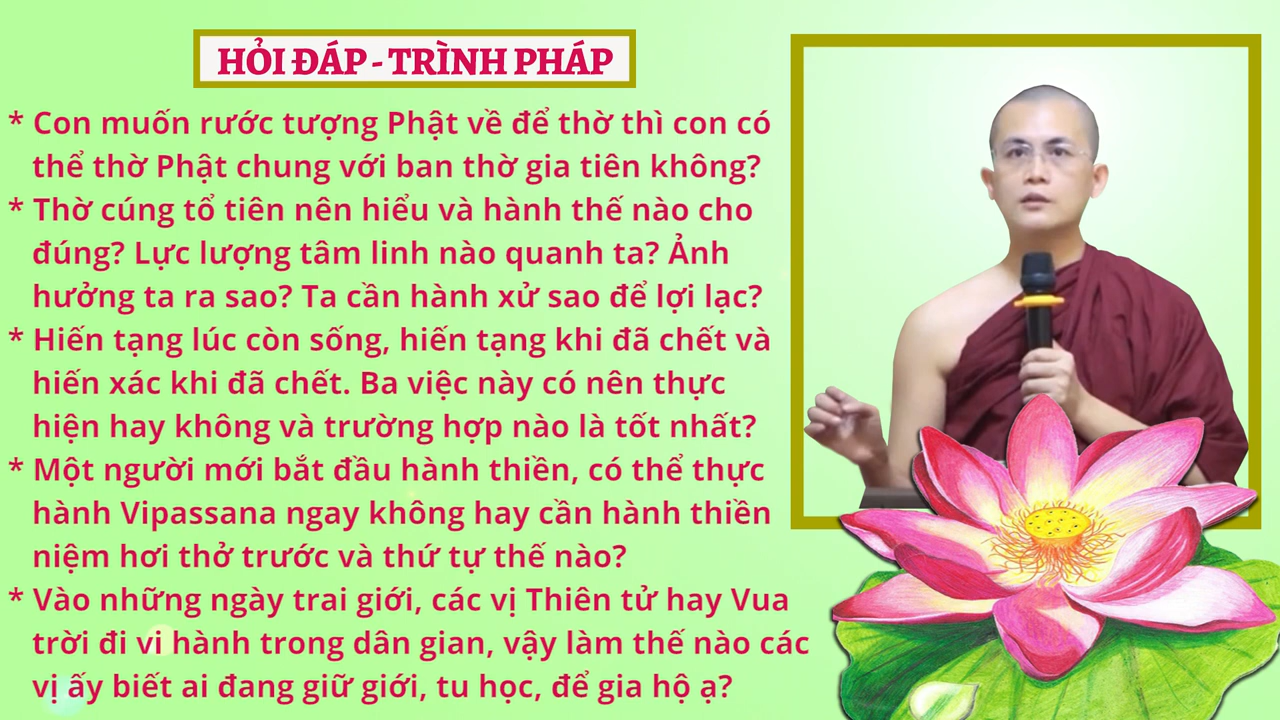 HỎI ĐÁP - TRÌNH PHÁP
* Con muốn rước tượng Phật về để thờ thì con có
thể thờ Phật chung với ban thờ gia tiên không?
* Thờ cúng tổ tiên nên hiểu và hành thế nào cho
đúng? Lực lượng tâm linh nào quanh ta? Ảnh
hưởng ta ra sao? Ta cần hành xử sao để lợi lạc?
* Hiến tạng lúc còn sống, hiến tạng khi đã chết và
hiến xác khi đã chết. Ba việc này có nên thực
hiện hay không và trường hợp nào là tốt nhất?
* Một người mới bắt đầu hành thiền, có thể thực
hành Vipassana ngay không hay cần hành thiền
niệm hơi thở trước và thứ tự thế nào?
* Vào những ngày trai giới, các vị Thiên tử hay Vua
trời đi vi hành trong dân gian, vậy làm thế nào các
vị ấy biết ai đang giữ giới, tu học, để gia hộ ạ?